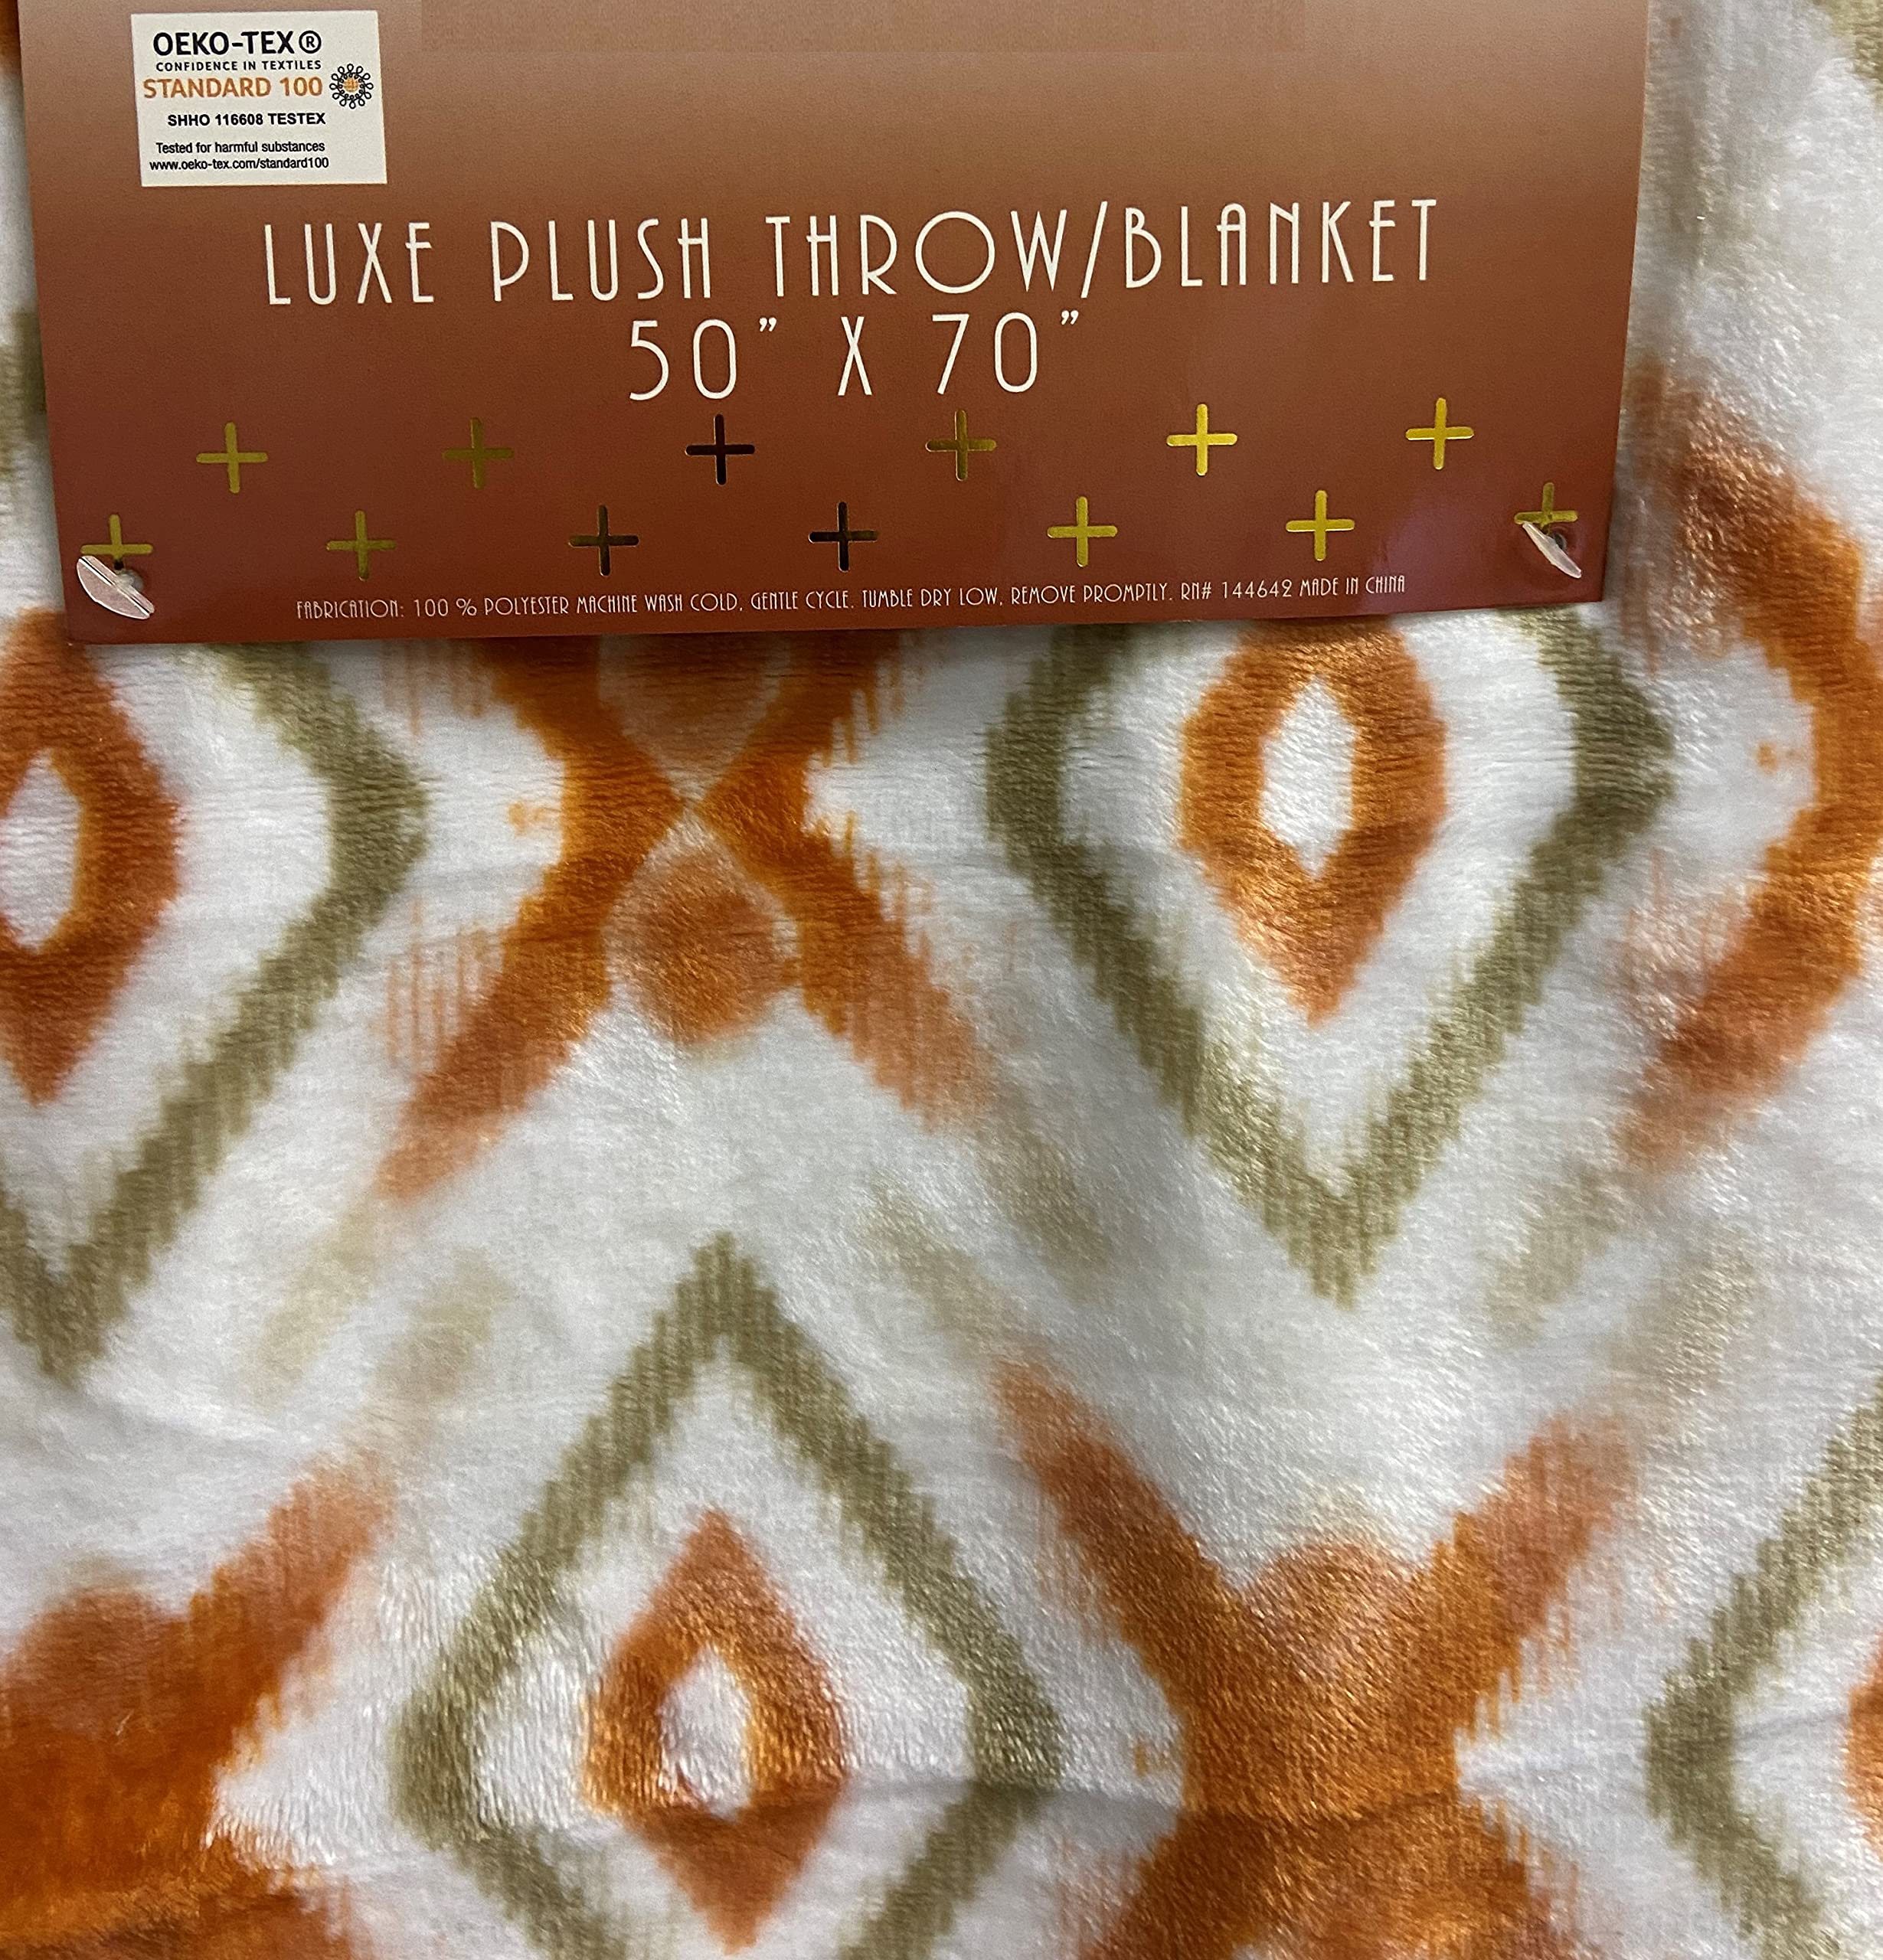 OEKO-TEX®
CONFIDENCE IN TEXTILES
STANDARD 100
SHHO 116608 TESTEX
Tested for harmful substances
www.oeko-tex.com/standard100
LUXE PLUSH THROW/BLANKET
50” X 70”
FABRICATION: 100 % POLYESTER MACHINE WASH COLD, GENTLE CYCLE. TUMBLE DRY LOW, REMOVE PROMPTLY. RN# 144642 MADE IN CHINA